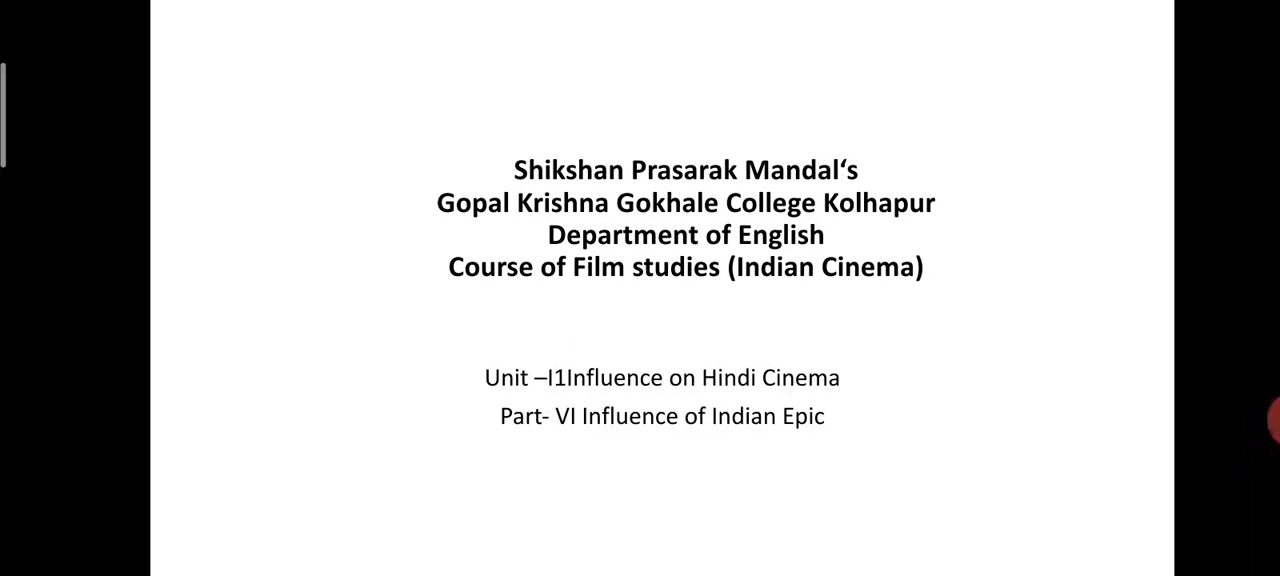 Shikshan Prasarak Mandal‘s
Gopal Krishna Gokhale College Kolhapur
Department of English
Course of Film studies (Indian Cinema)
Unit –I1Influence on Hindi Cinema
Part- VI Influence of Indian Epic